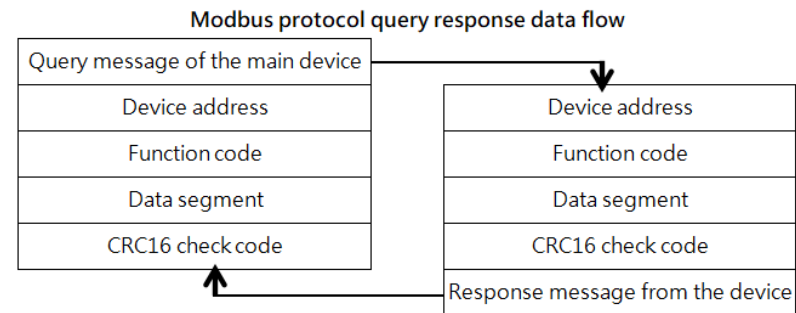 Modbus protocol query response data flow
Query message of the main device
Device address
Function code
Data segment
CRC16 check code
Device address
Function code
Data segment
CRC16 check code
Response message from the device